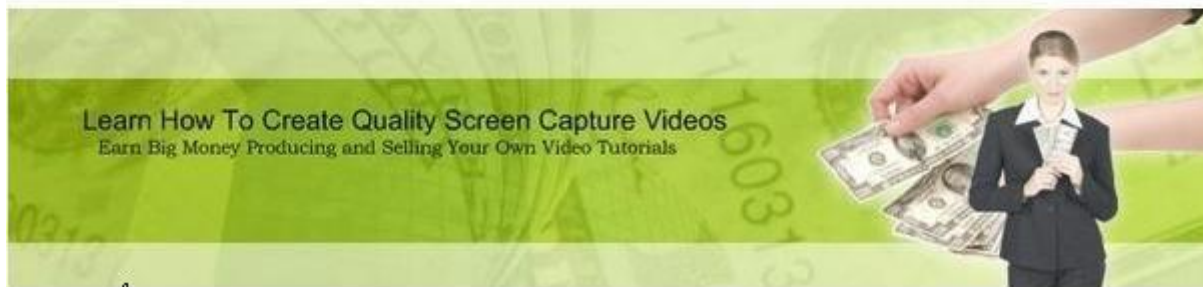 Learn How To Create Quality Screen Capture Videos
Earn Big Money Producing and Selling Your Own Video Tutorials